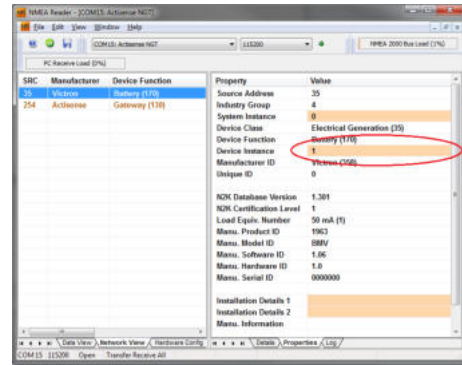 NMEA Reader - [COM15: Actisense NGT]
File Edit View Window Help
COM15: Actisense NGT 115200 NMEA 2000 Bus Load (1%)
PC Receive Load (0%)
SRC Manufacturer Device Function
35 Victron Battery (170)
254 Actisense Gateway (130)
Property Value
Source Address 35
Industry Group 4
System Instance 0
Device Class Electrical Generation (35)
Device Function Battery (170)
Device Instance 1
Manufacturer ID Victron (358)
Unique ID 0
N2K Database Version 1.301
N2K Certification Level 1
Load Equiv. Number 50 mA (1)
Manu. Product ID 1963
Manu. Model ID BMV
Manu. Software ID 1.06
Manu. Hardware ID 1.0
Manu. Serial ID 0000000
Installation Details 1
Installation Details 2
Manu. Information
Data View Network View Hardware Config Details Properties Log
COM15 115200 Open Transfer Receive All